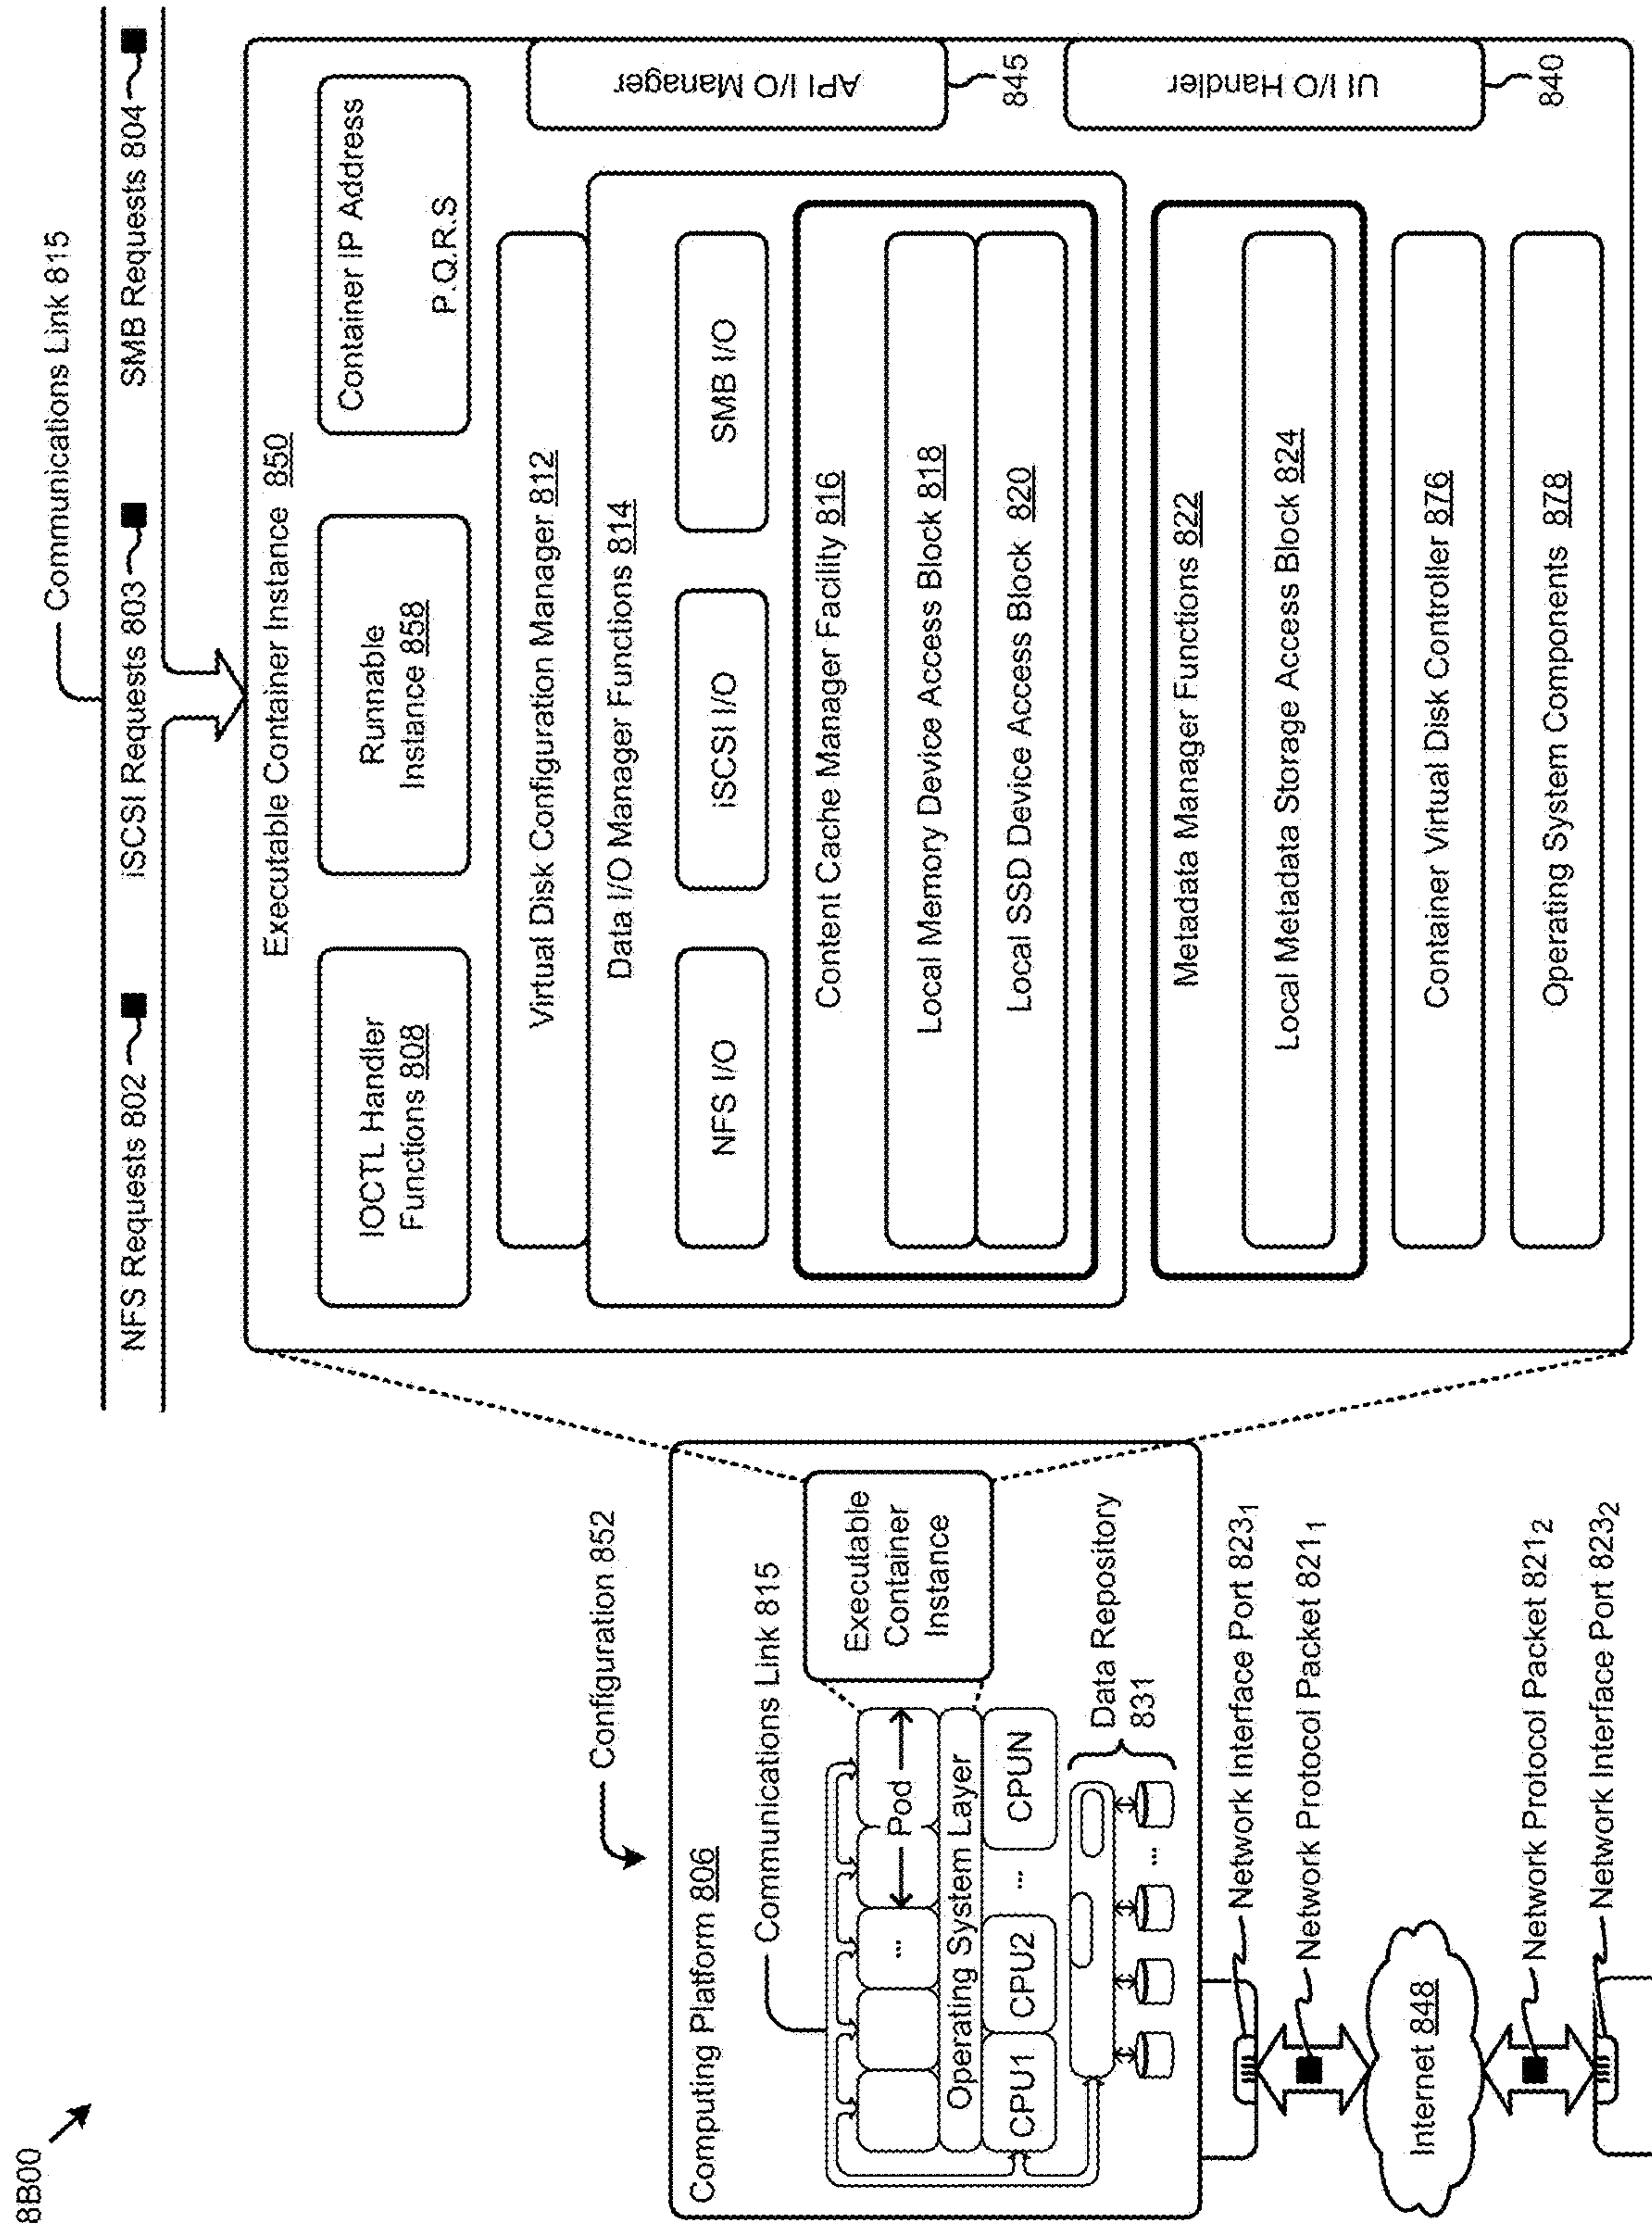 8B00
Configuration 852
Computing Platform 806
Communications Link 815
Executable
Container
Instance
...
Pod
Operating System Layer
CPU1
CPU2
...
CPUN
Data Repository
831
...
Network Interface Port 823₁
Network Protocol Packet 821₁
Internet 848
Network Protocol Packet 821₂
Network Interface Port 823₂
Communications Link 815
NFS Requests 802
iSCSI Requests 803
SMB Requests 804
Executable Container Instance 850
IOCTL Handler
Functions 808
Runnable
Instance 858
Container IP Address
P.Q.R.S
Virtual Disk Configuration Manager 812
Data I/O Manager Functions 814
NFS I/O
iSCSI I/O
SMB I/O
Content Cache Manager Facility 816
Local Memory Device Access Block 818
Local SSD Device Access Block 820
Metadata Manager Functions 822
Local Metadata Storage Access Block 824
Container Virtual Disk Controller 876
Operating System Components 878
API I/O Manager
845
UI I/O Handler
840